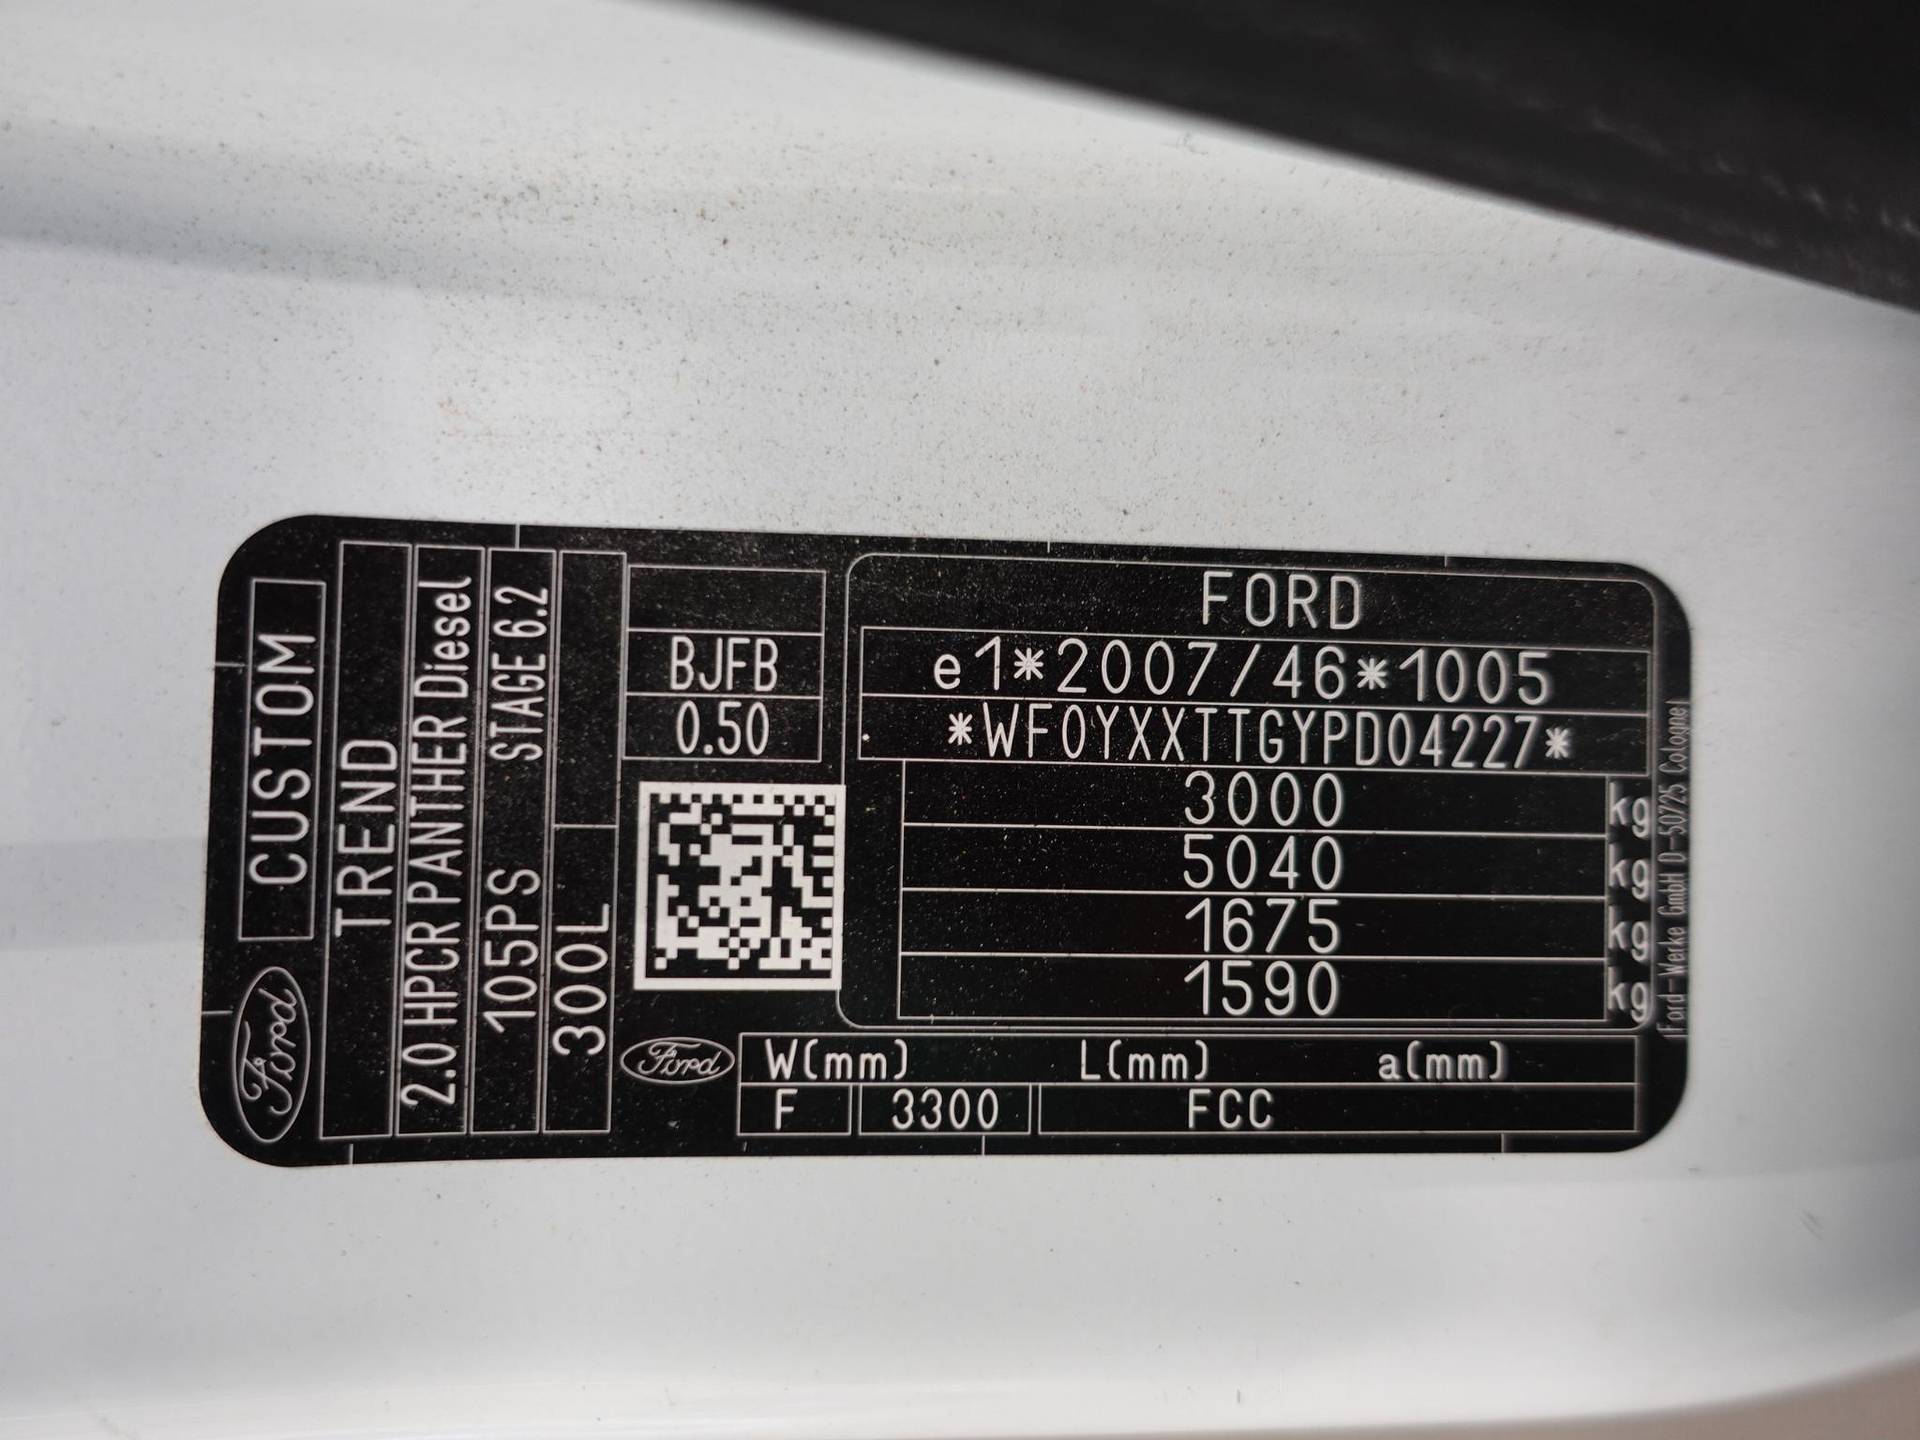 Ford
CUSTOM
TREND
2.0 HPCR PANTHER Diesel
105PS STAGE 6.2
300L
BJFB
0.50
FORD
e1*2007/46*1005
*WF0YXXTTGYPD04227*
3000 kg
5040 kg
1675 kg
1590 kg
Ford-Werke GmbH D-50725 Cologne
Ford
W(mm) L(mm) a(mm)
F 3300 FCC